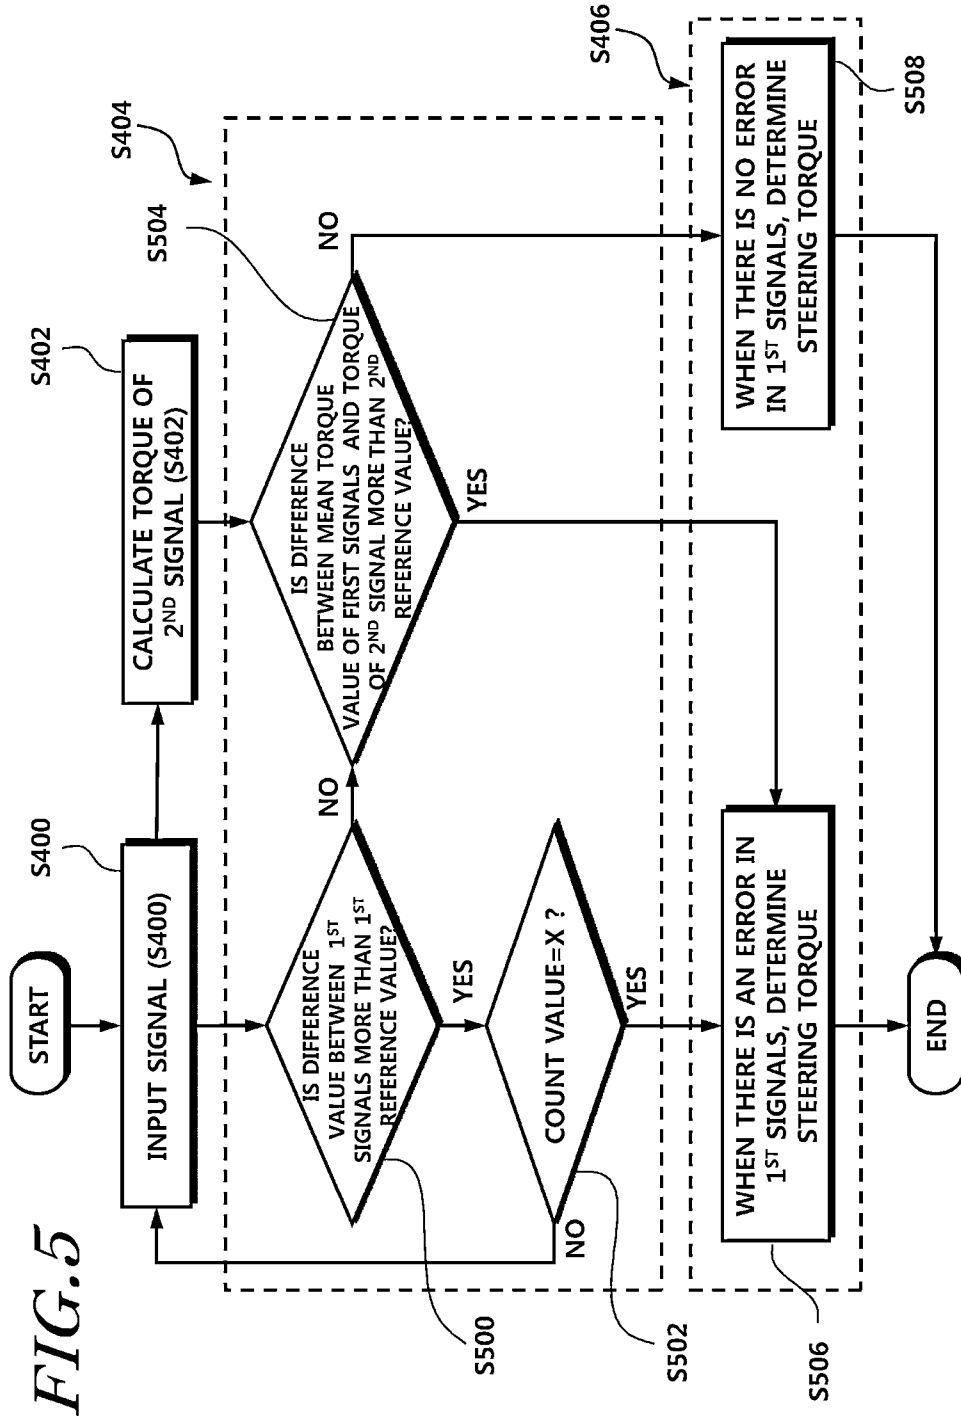 FIG.5
START
S400
INPUT SIGNAL (S400)
S402
CALCULATE TORQUE OF
2ND SIGNAL (S402)
S404
S500
IS DIFFERENCE
VALUE BETWEEN 1ST
SIGNALS MORE THAN 1ST
REFERENCE VALUE?
NO
YES
S504
IS DIFFERENCE
BETWEEN MEAN TORQUE
VALUE OF FIRST SIGNALS AND TORQUE
OF 2ND SIGNAL MORE THAN 2ND
REFERENCE VALUE?
NO
YES
S502
COUNT VALUE=X ?
NO
YES
S406
S506
WHEN THERE IS AN ERROR IN
1ST SIGNALS, DETERMINE
STEERING TORQUE
S508
WHEN THERE IS NO ERROR
IN 1ST SIGNALS, DETERMINE
STEERING TORQUE
END